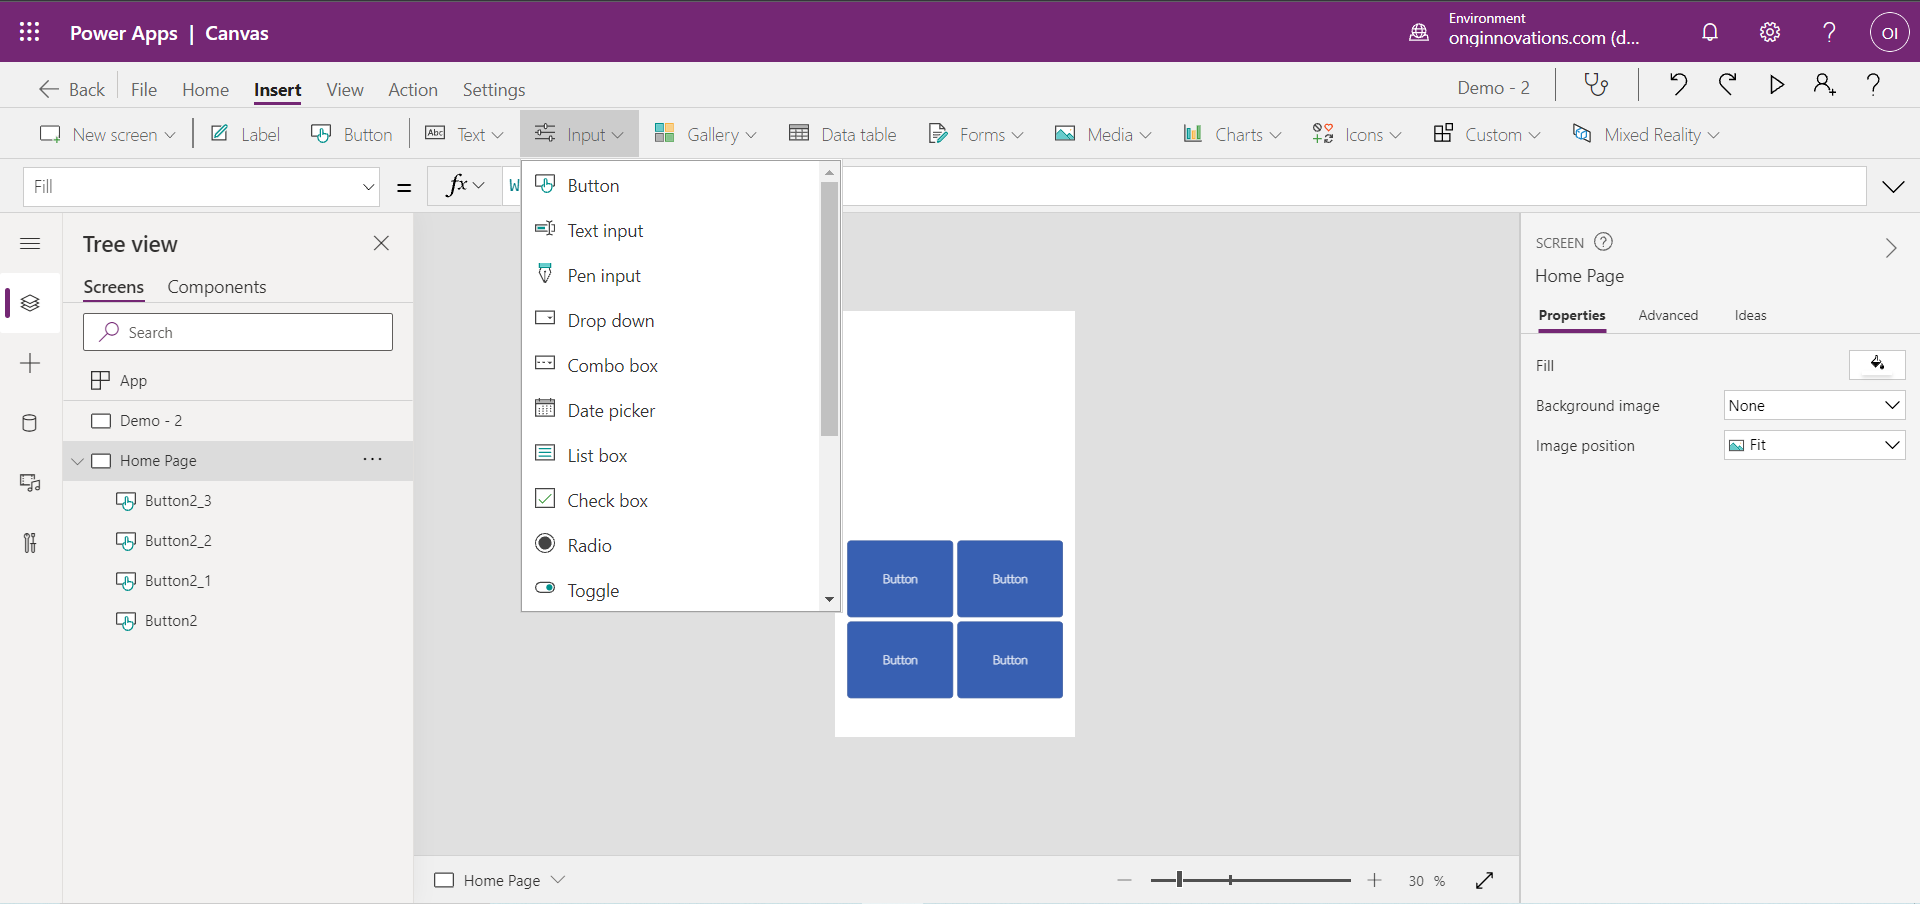 Power Apps | Canvas
Environment
onginnovations.com (d...
OI
Back File Home Insert View Action Settings
Demo - 2
New screen Label Button Text Input Gallery Data table Forms Media Charts Icons Custom Mixed Reality
Abc
Fill = fx W
Button
Text input
Pen input
Drop down
Combo box
Date picker
List box
Check box
Radio
Toggle
Tree view
Screens Components
Search
App
Demo - 2
Home Page ...
Button2_3
Button2_2
Button2_1
Button2
Button Button
Button Button
SCREEN ?
Home Page
Properties Advanced Ideas
Fill
Background image None
Image position Fit
Home Page
30 %